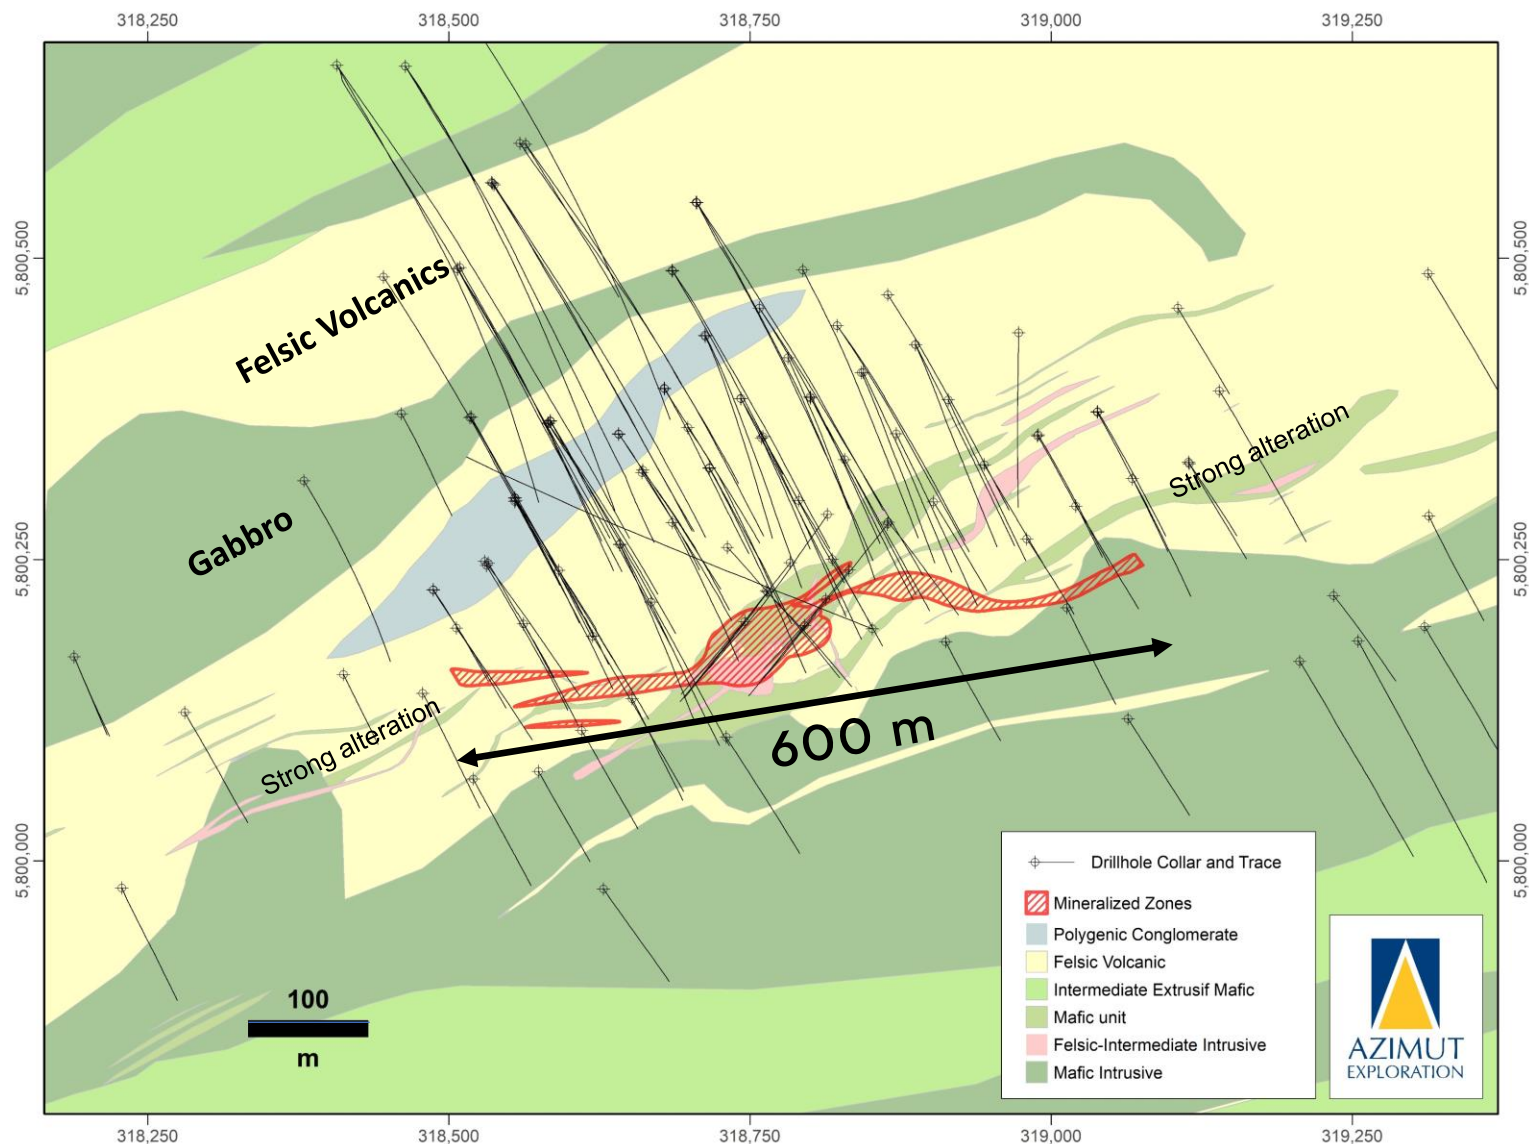 318,250 318,500 318,750 319,000 319,250
5,800,500
5,800,500
Felsic Volcanics
Strong alteration
Gabbro
5,800,250
5,800,250
Strong alteration
600 m
5,800,000
5,800,000
Drillhole Collar and Trace
Mineralized Zones
Polygenic Conglomerate
Felsic Volcanic
Intermediate Extrusif Mafic
Mafic unit
Felsic-Intermediate Intrusive
Mafic Intrusive
100
m
AZIMUT
EXPLORATION
318,250 318,500 318,750 319,000 319,250